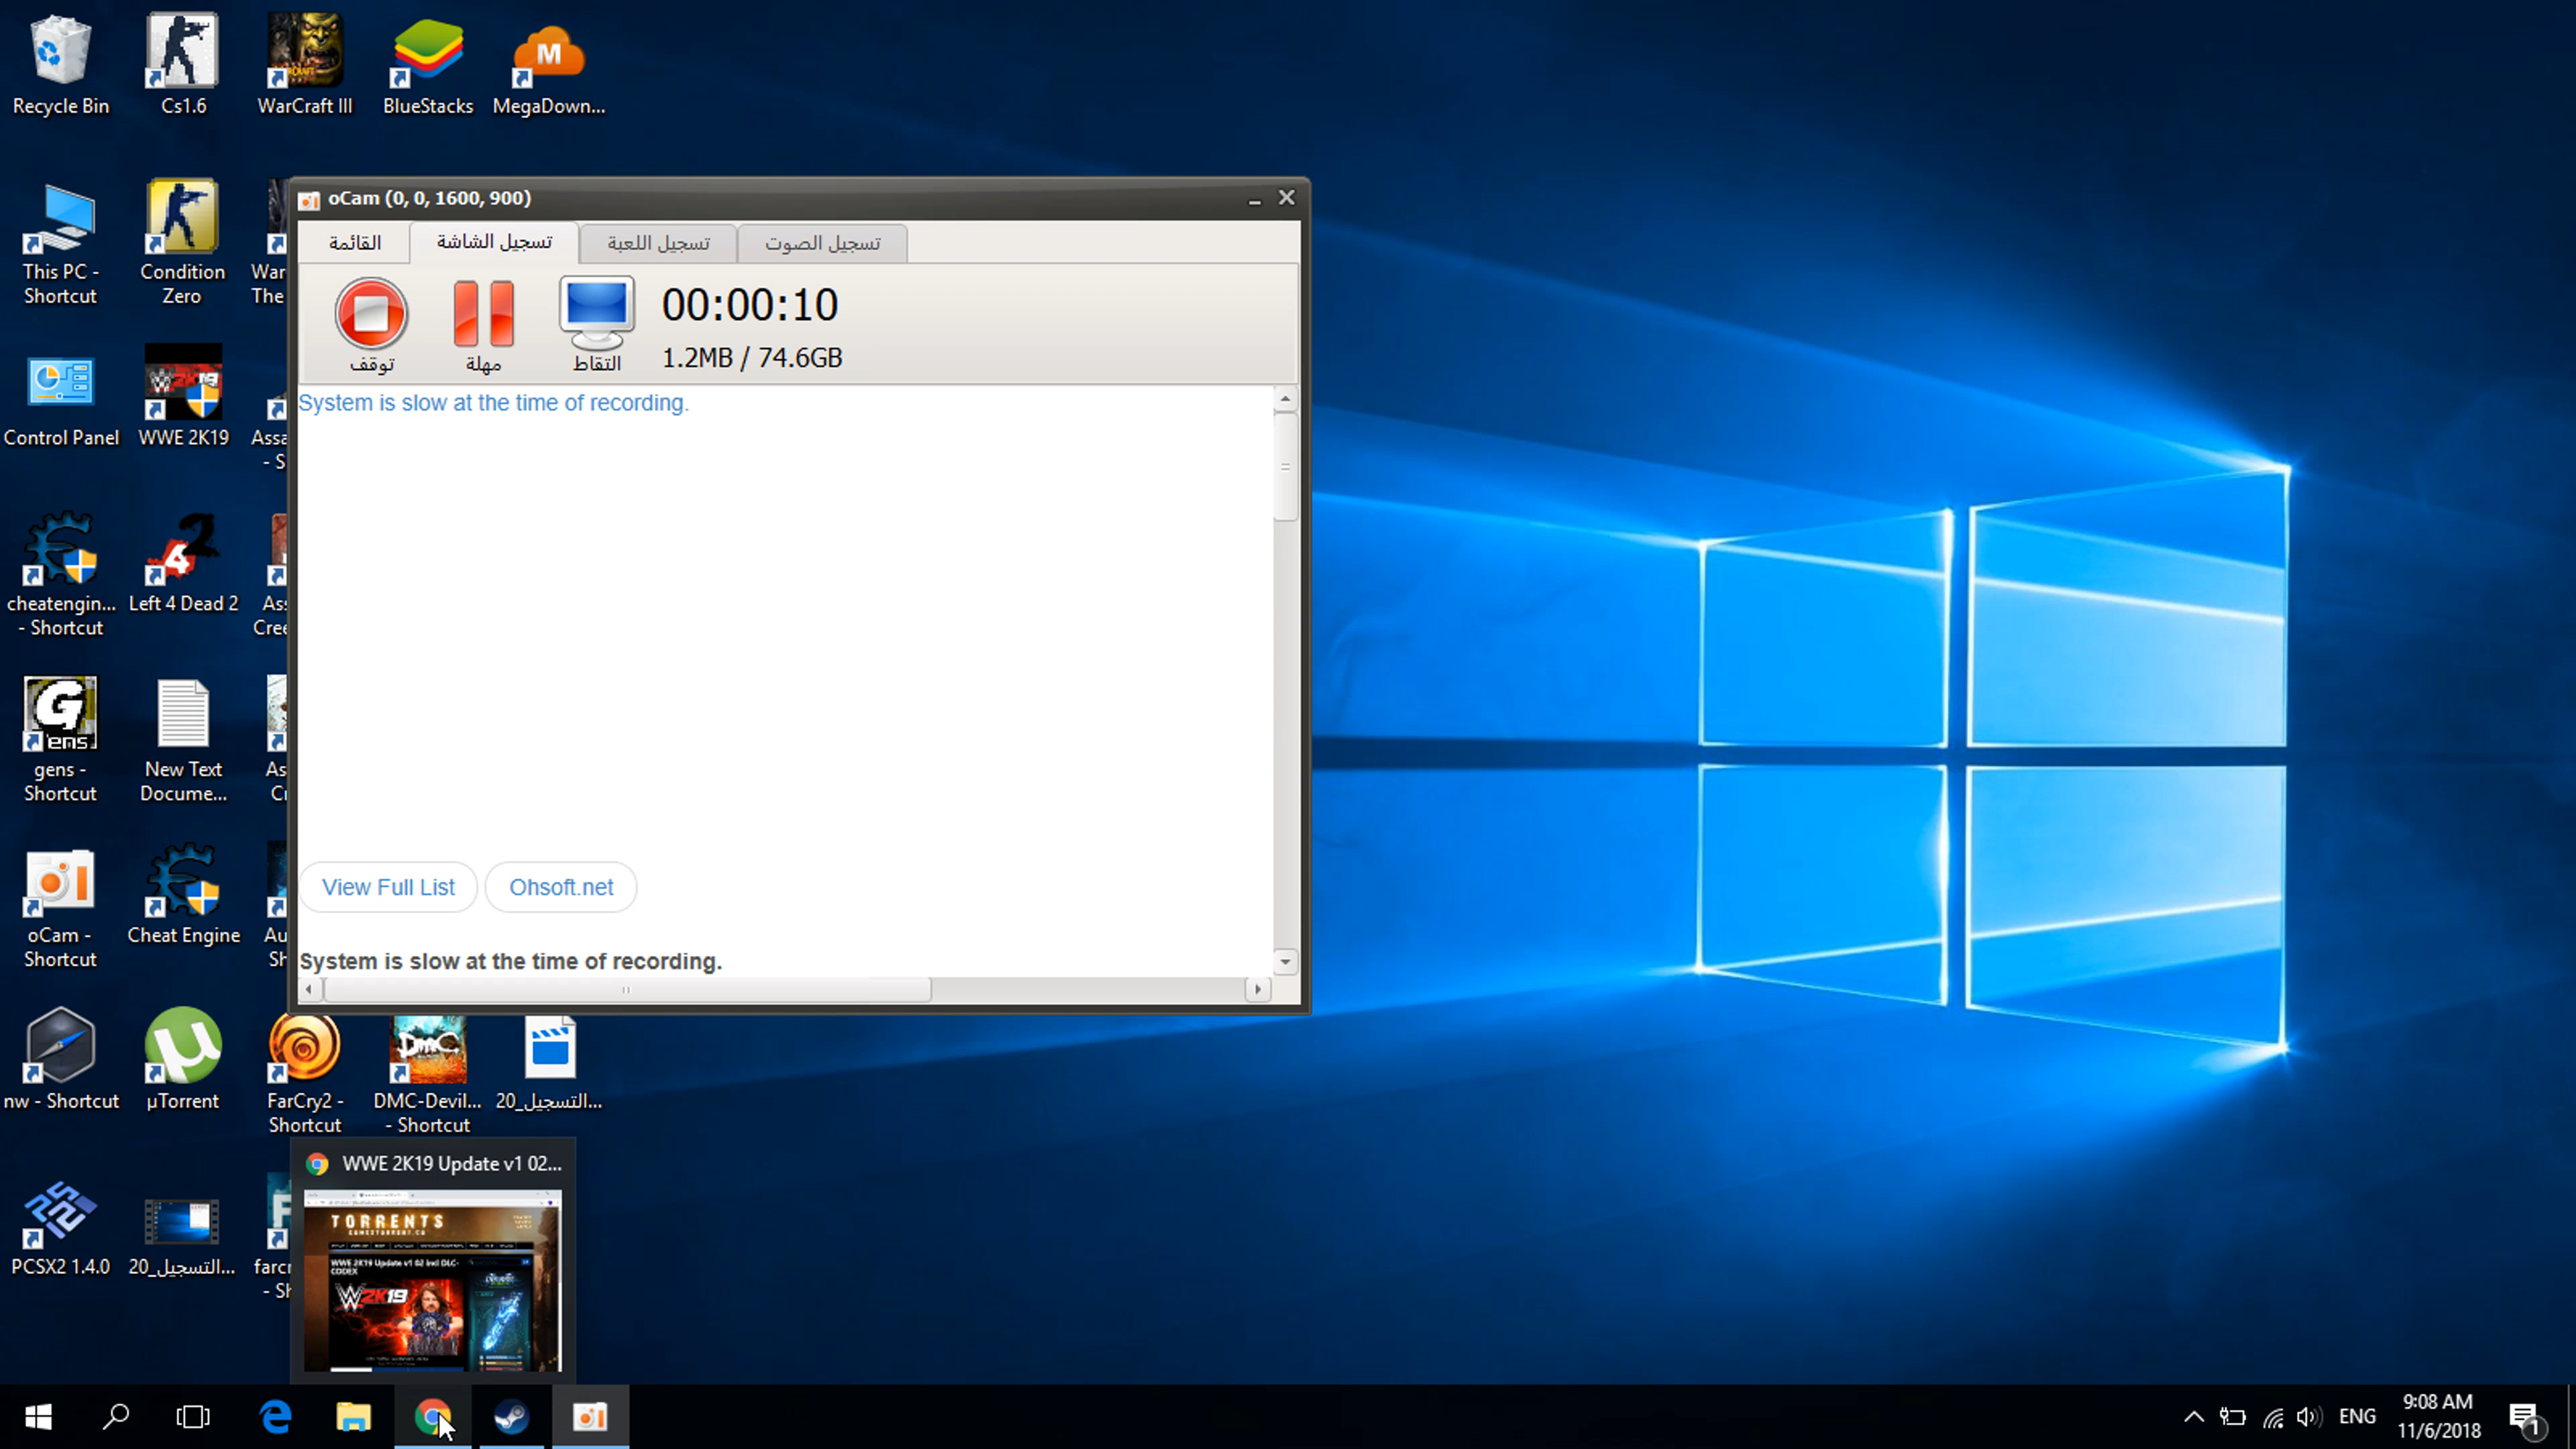 Recycle Bin
Cs1.6
WarCraft III
BlueStacks
MegaDown...
This PC -
Shortcut
Condition
Zero
War
The
Control Panel
WWE 2K19
Assa
- S
cheatengin...
- Shortcut
Left 4 Dead 2
Ass
Cree
gens -
Shortcut
New Text
Docume...
As
Cr
oCam -
Shortcut
Cheat Engine
Au
Sh
nw - Shortcut
µTorrent
FarCry2 -
Shortcut
DMC-Devil...
- Shortcut
التسجيل_20...
PCSX2 1.4.0
التسجيل_20...
farcr
- Sh
oCam (0, 0, 1600, 900)
القائمة
تسجيل الشاشة
تسجيل اللعبة
تسجيل الصوت
توقف
مهلة
التقاط
00:00:10
1.2MB / 74.6GB
System is slow at the time of recording.
View Full List
Ohsoft.net
System is slow at the time of recording.
WWE 2K19 Update v1 02...
TORRENTS
WWE 2K19 Update v1 02 Incl DLC-
CODEX
W2K19
ENG
9:08 AM
11/6/2018
1